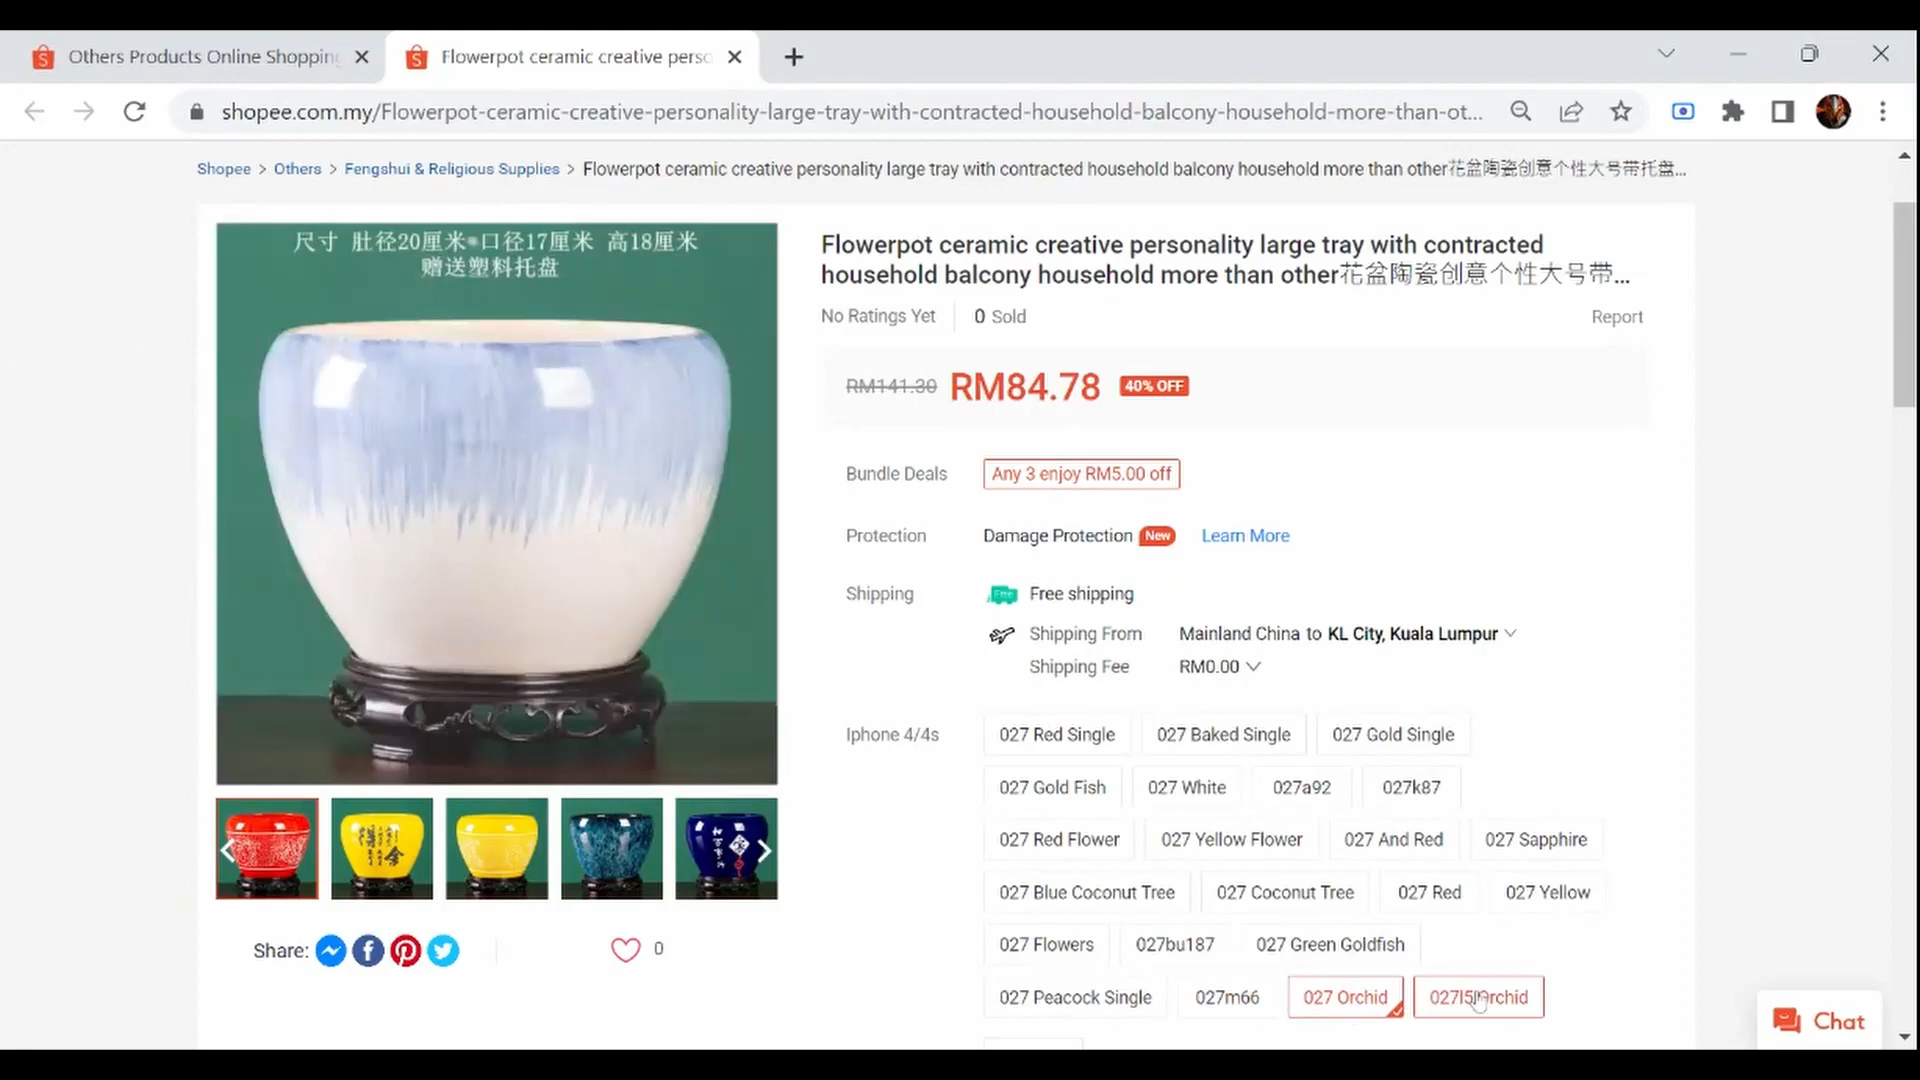 Others Products Online Shopping
Flowerpot ceramic creative perso
shopee.com.my/Flowerpot-ceramic-creative-personality-large-tray-with-contracted-household-balcony-household-more-than-ot...
Shopee > Others > Fengshui & Religious Supplies > Flowerpot ceramic creative personality large tray with contracted household balcony household more than other花盆陶瓷创意个性大号带托盘...
尺寸 肚径20厘米*口径17厘米 高18厘米
赠送塑料托盘
Flowerpot ceramic creative personality large tray with contracted
household balcony household more than other花盆陶瓷创意个性大号带...
No Ratings Yet
0 Sold
Report
RM141.30 RM84.78 40% OFF
Bundle Deals
Any 3 enjoy RM5.00 off
Protection
Damage Protection New Learn More
Shipping
Free Free shipping
Shipping From Mainland China to KL City, Kuala Lumpur
Shipping Fee RM0.00
Iphone 4/4s
027 Red Single 027 Baked Single 027 Gold Single
027 Gold Fish 027 White 027a92 027k87
027 Red Flower 027 Yellow Flower 027 And Red 027 Sapphire
027 Blue Coconut Tree 027 Coconut Tree 027 Red 027 Yellow
027 Flowers 027bu187 027 Green Goldfish
027 Peacock Single 027m66 027 Orchid 027l5 Orchid
Share:
0
Chat